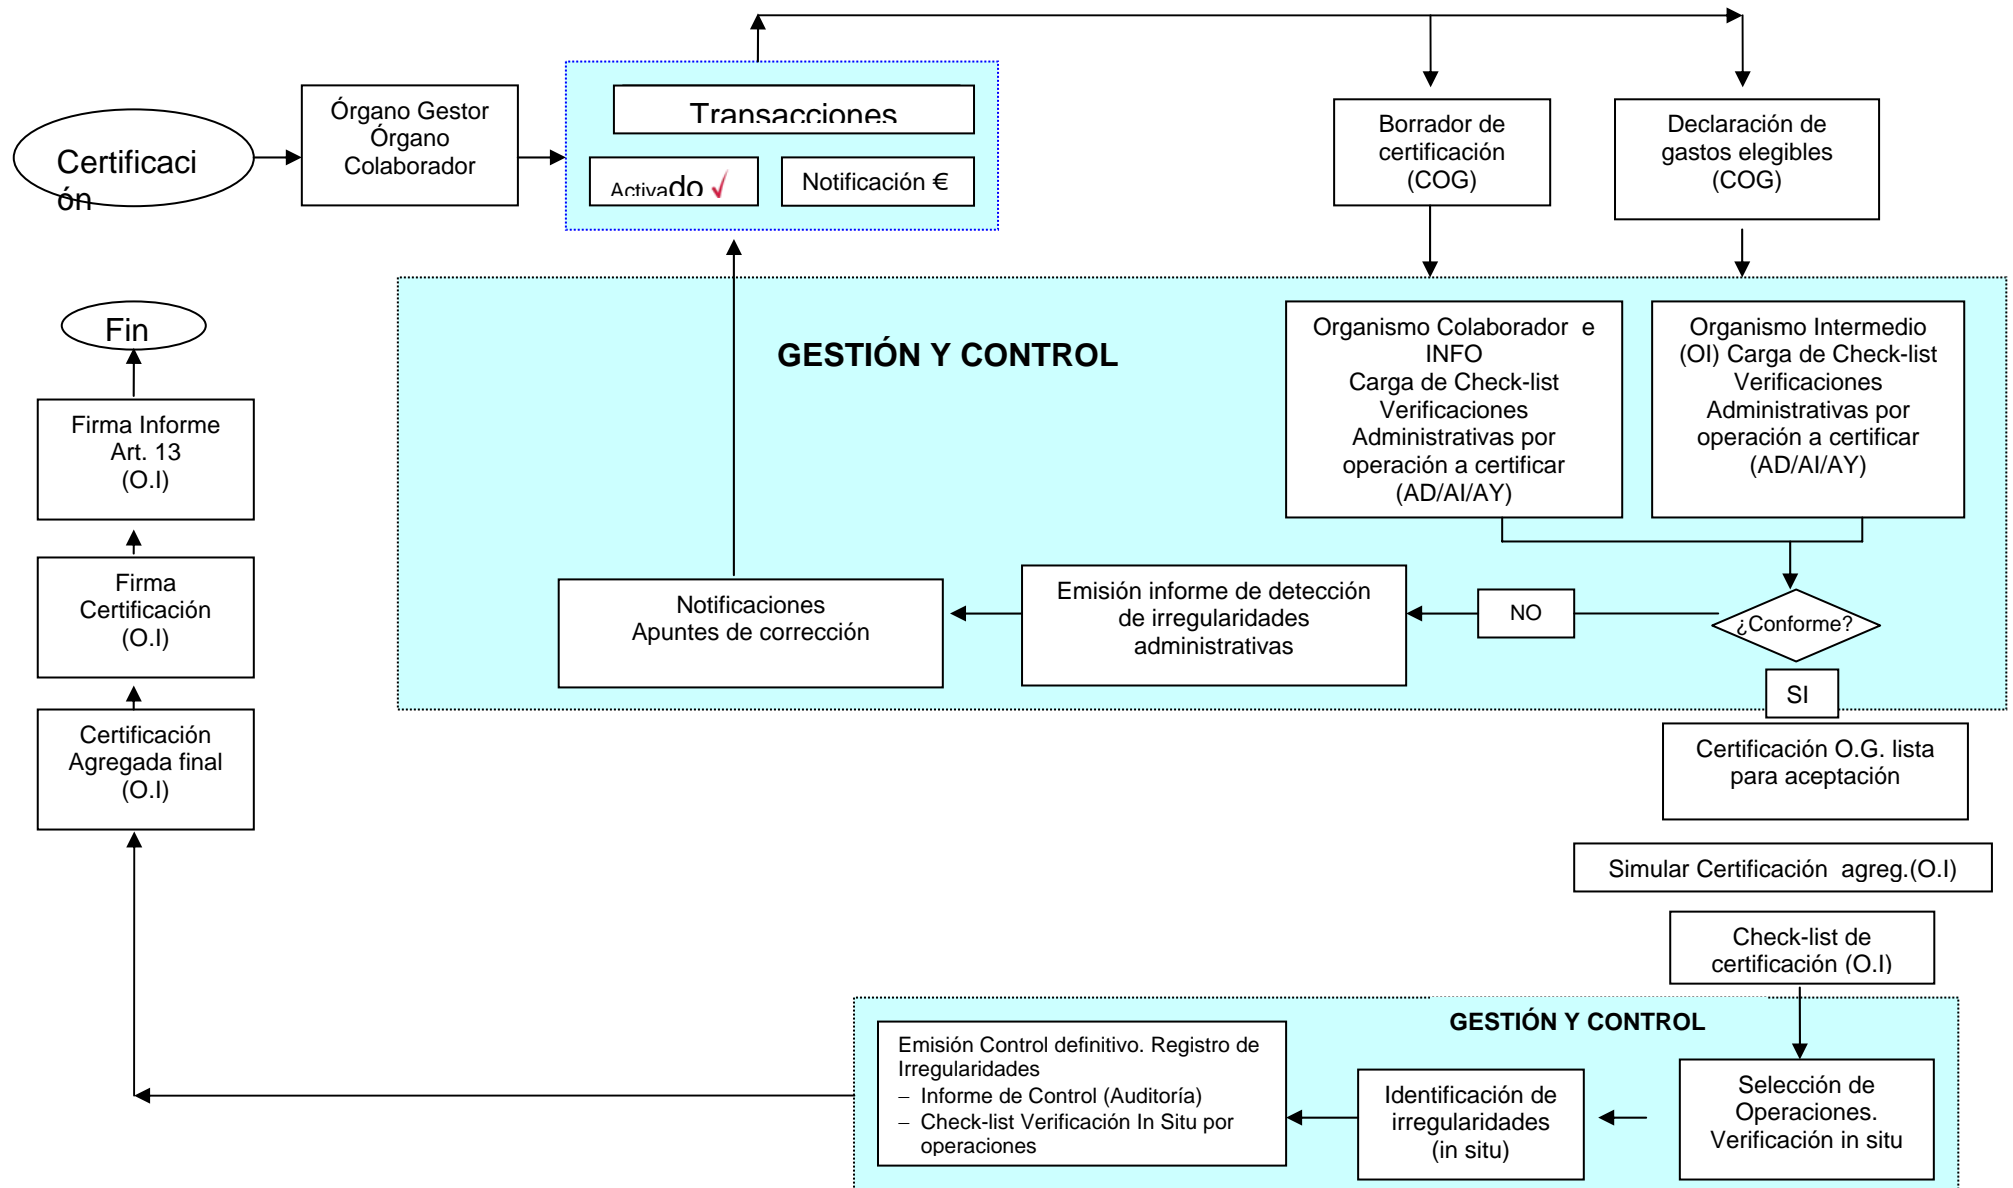 Certificaci
ón
Órgano Gestor
Órgano
Colaborador
Transacciones
Activado
Notificación €
Borrador de
certificación
(COG)
Declaración de
gastos elegibles
(COG)
GESTIÓN Y CONTROL
Organismo Colaborador e
INFO
Carga de Check-list
Verificaciones
Administrativas por
operación a certificar
(AD/AI/AY)
Organismo Intermedio
(OI) Carga de Check-list
Verificaciones
Administrativas por
operación a certificar
(AD/AI/AY)
¿Conforme?
NO
Emisión informe de detección
de irregularidades
administrativas
Notificaciones
Apuntes de corrección
SI
Certificación O.G. lista
para aceptación
Simular Certificación agreg.(O.I)
Check-list de
certificación (O.I)
GESTIÓN Y CONTROL
Selección de
Operaciones.
Verificación in situ
Identificación de
irregularidades
(in situ)
Emisión Control definitivo. Registro de
Irregularidades
– Informe de Control (Auditoría)
– Check-list Verificación In Situ por
operaciones
Certificación
Agregada final
(O.I)
Firma
Certificación
(O.I)
Firma Informe
Art. 13
(O.I)
Fin